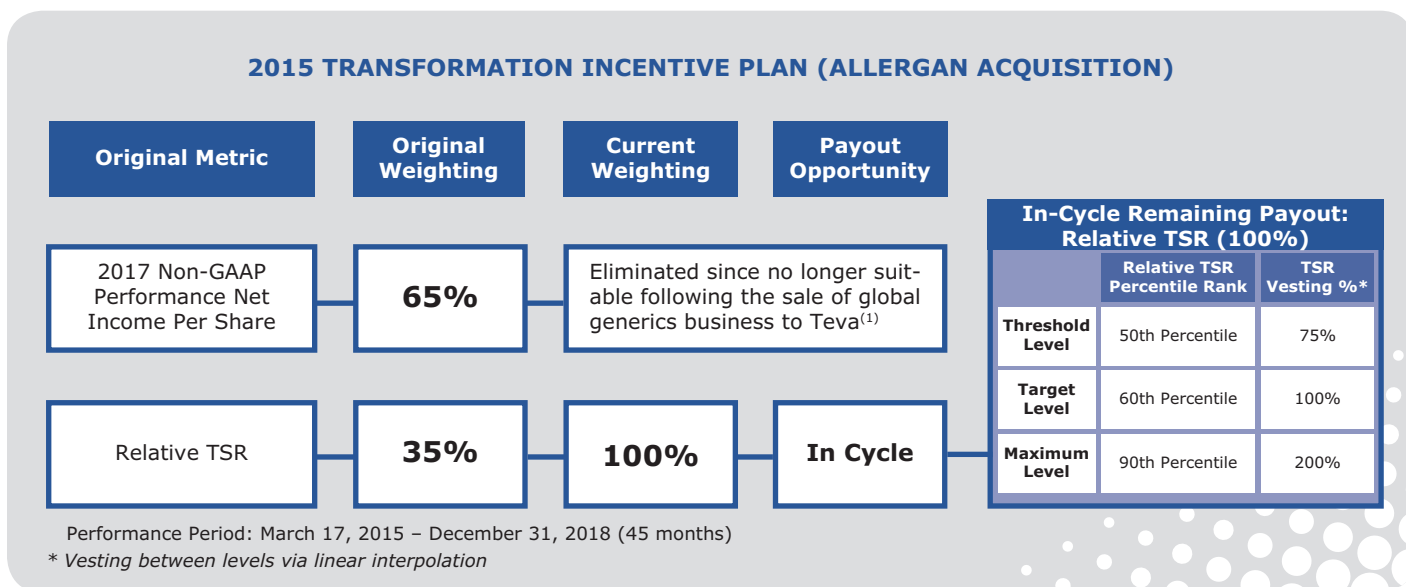 2015 TRANSFORMATION INCENTIVE PLAN (ALLERGAN ACQUISITION)
Original Metric
Original
Weighting
Current
Weighting
Payout
Opportunity
2017 Non-GAAP
Performance Net
Income Per Share
65%
Eliminated since no longer suit-
able following the sale of global
generics business to Teva(1)
Relative TSR
35%
100%
In Cycle
In-Cycle Remaining Payout:
Relative TSR (100%)
Relative TSR
Percentile Rank
TSR
Vesting %*
Threshold
Level
50th Percentile
75%
Target
Level
60th Percentile
100%
Maximum
Level
90th Percentile
200%
Performance Period: March 17, 2015 – December 31, 2018 (45 months)
* Vesting between levels via linear interpolation